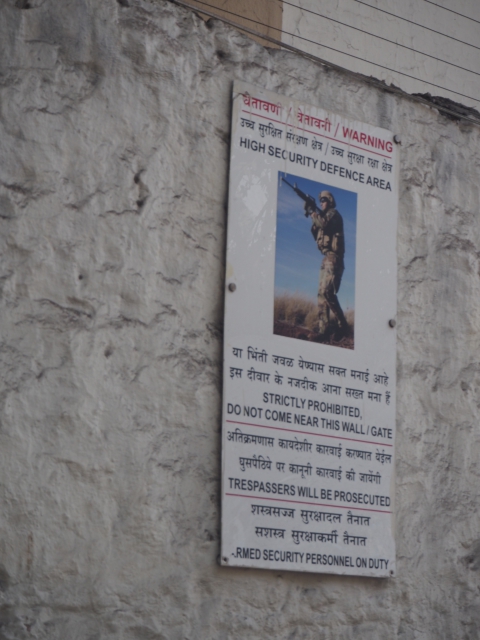 चेतावणी / चेतावनी / WARNING
उच्च सुरक्षित संरक्षण क्षेत्र / उच्च सुरक्षा रक्षा क्षेत्र
HIGH SECURITY DEFENCE AREA
या भिंती जवळ येण्यास सक्त मनाई आहे
इस दीवार के नजदीक आना सख्त मना हैं
STRICTLY PROHIBITED,
DO NOT COME NEAR THIS WALL / GATE
अतिक्रमणास कायदेशीर कारवाई करण्यात येईल
घुसपैठिये पर कानूनी कारवाई की जायेंगी
TRESPASSERS WILL BE PROSECUTED
शस्त्रसज्ज सुरक्षादल तैनात
सशस्त्र सुरक्षाकर्मी तैनात
-RMED SECURITY PERSONNEL ON DUTY